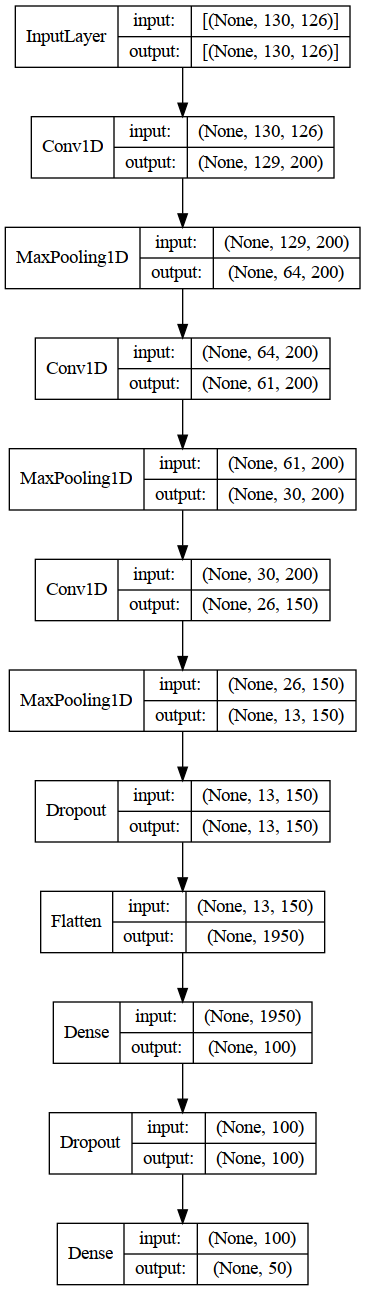 InputLayer input: [(None, 130, 126)]
output: [(None, 130, 126)]
Conv1D input: (None, 130, 126)
output: (None, 129, 200)
MaxPooling1D input: (None, 129, 200)
output: (None, 64, 200)
Conv1D input: (None, 64, 200)
output: (None, 61, 200)
MaxPooling1D input: (None, 61, 200)
output: (None, 30, 200)
Conv1D input: (None, 30, 200)
output: (None, 26, 150)
MaxPooling1D input: (None, 26, 150)
output: (None, 13, 150)
Dropout input: (None, 13, 150)
output: (None, 13, 150)
Flatten input: (None, 13, 150)
output: (None, 1950)
Dense input: (None, 1950)
output: (None, 100)
Dropout input: (None, 100)
output: (None, 100)
Dense input: (None, 100)
output: (None, 50)